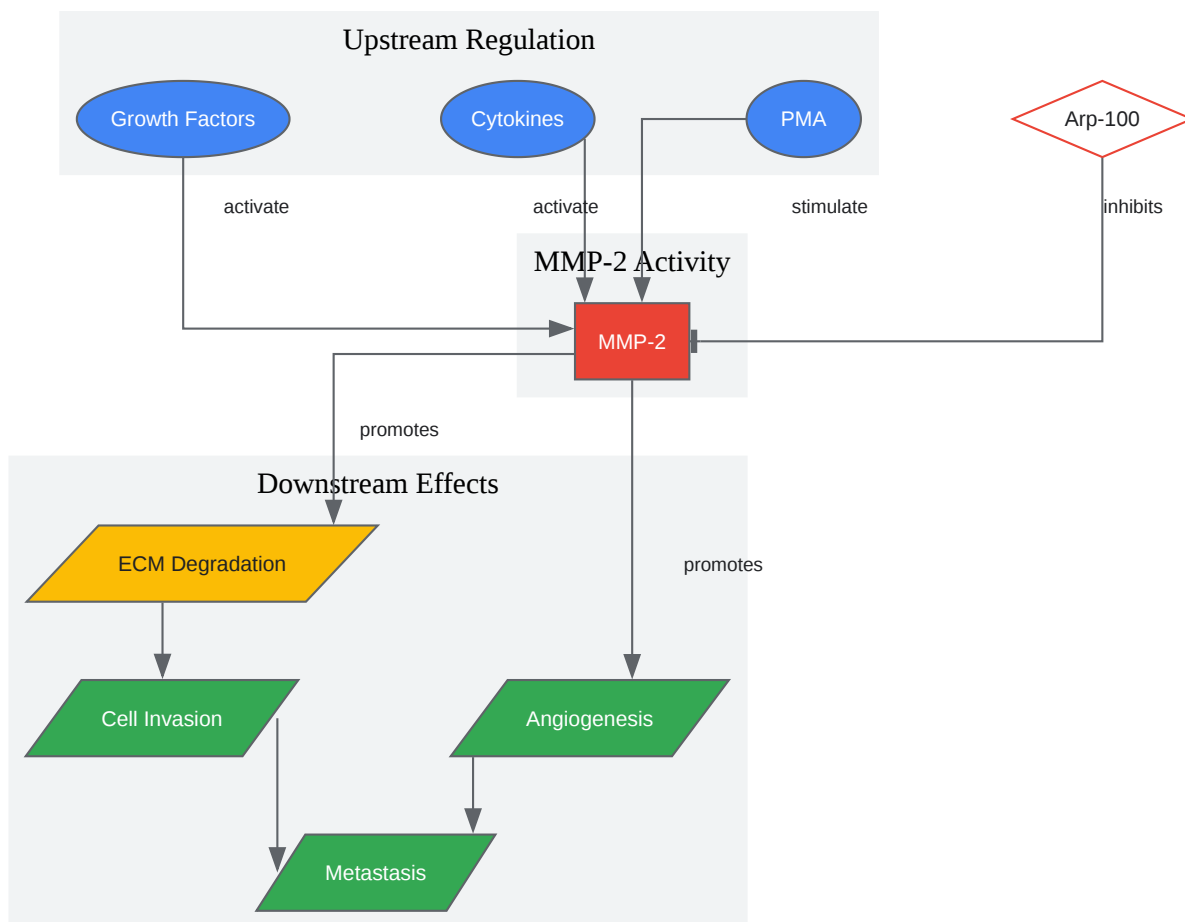 Upstream Regulation
Growth Factors
Cytokines
PMA
Arp-100
activate
activate
stimulate
inhibits
MMP-2 Activity
MMP-2
promotes
Downstream Effects
ECM Degradation
promotes
Cell Invasion
Angiogenesis
Metastasis